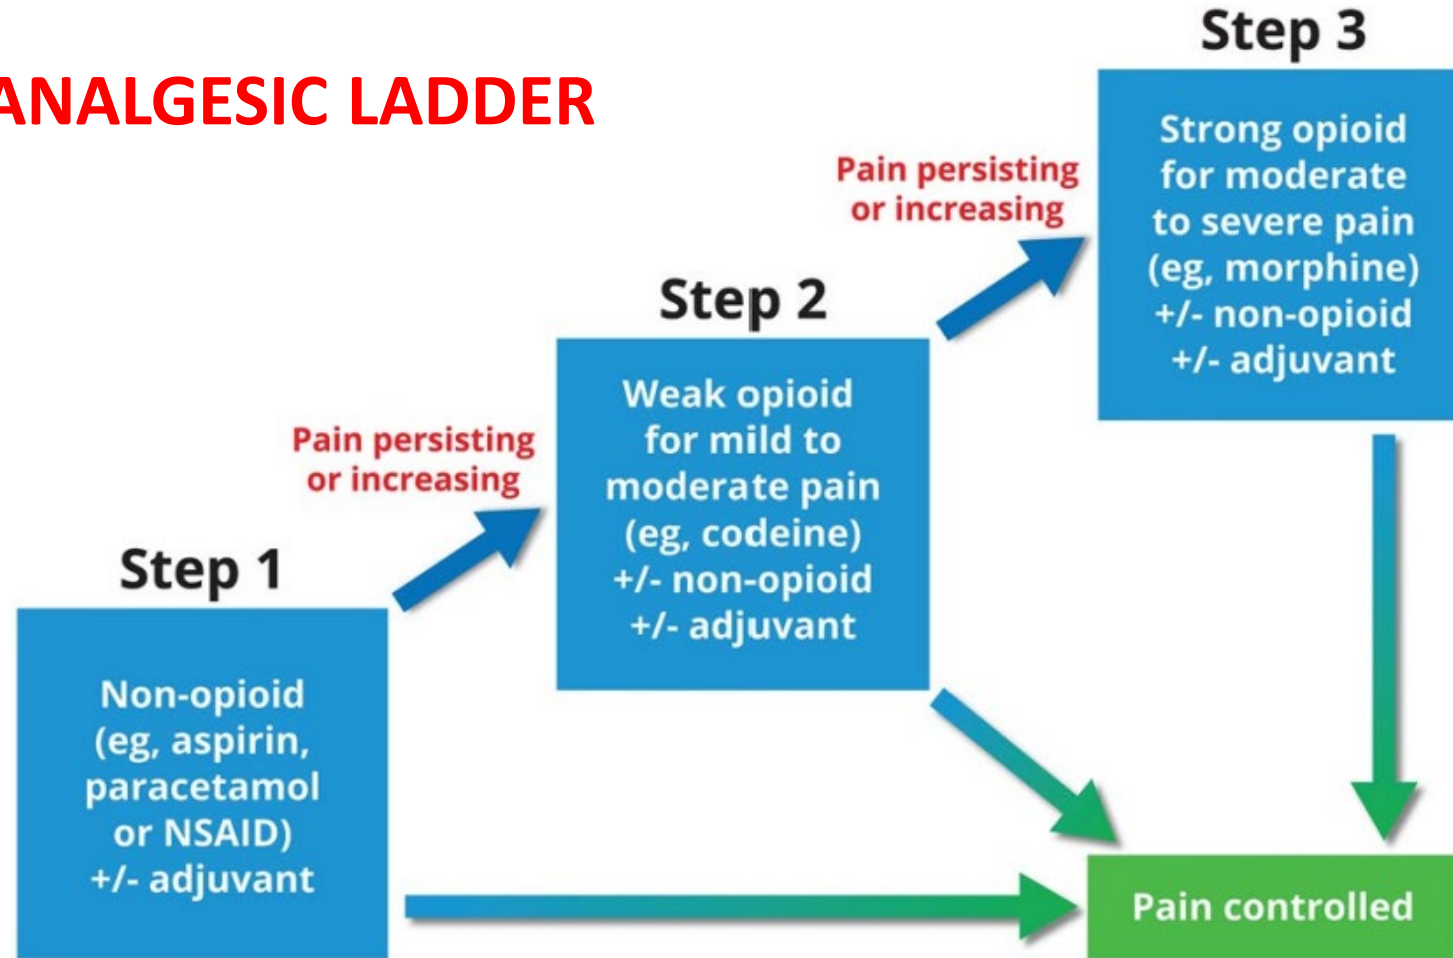 ANALGESIC LADDER
Step 3
Strong opioid
for moderate
to severe pain
(eg, morphine)
+/- non-opioid
+/- adjuvant
Pain persisting
or increasing
Step 2
Weak opioid
for mild to
moderate pain
(eg, codeine)
+/- non-opioid
+/- adjuvant
Pain persisting
or increasing
Step 1
Non-opioid
(eg, aspirin,
paracetamol
or NSAID)
+/- adjuvant
Pain controlled